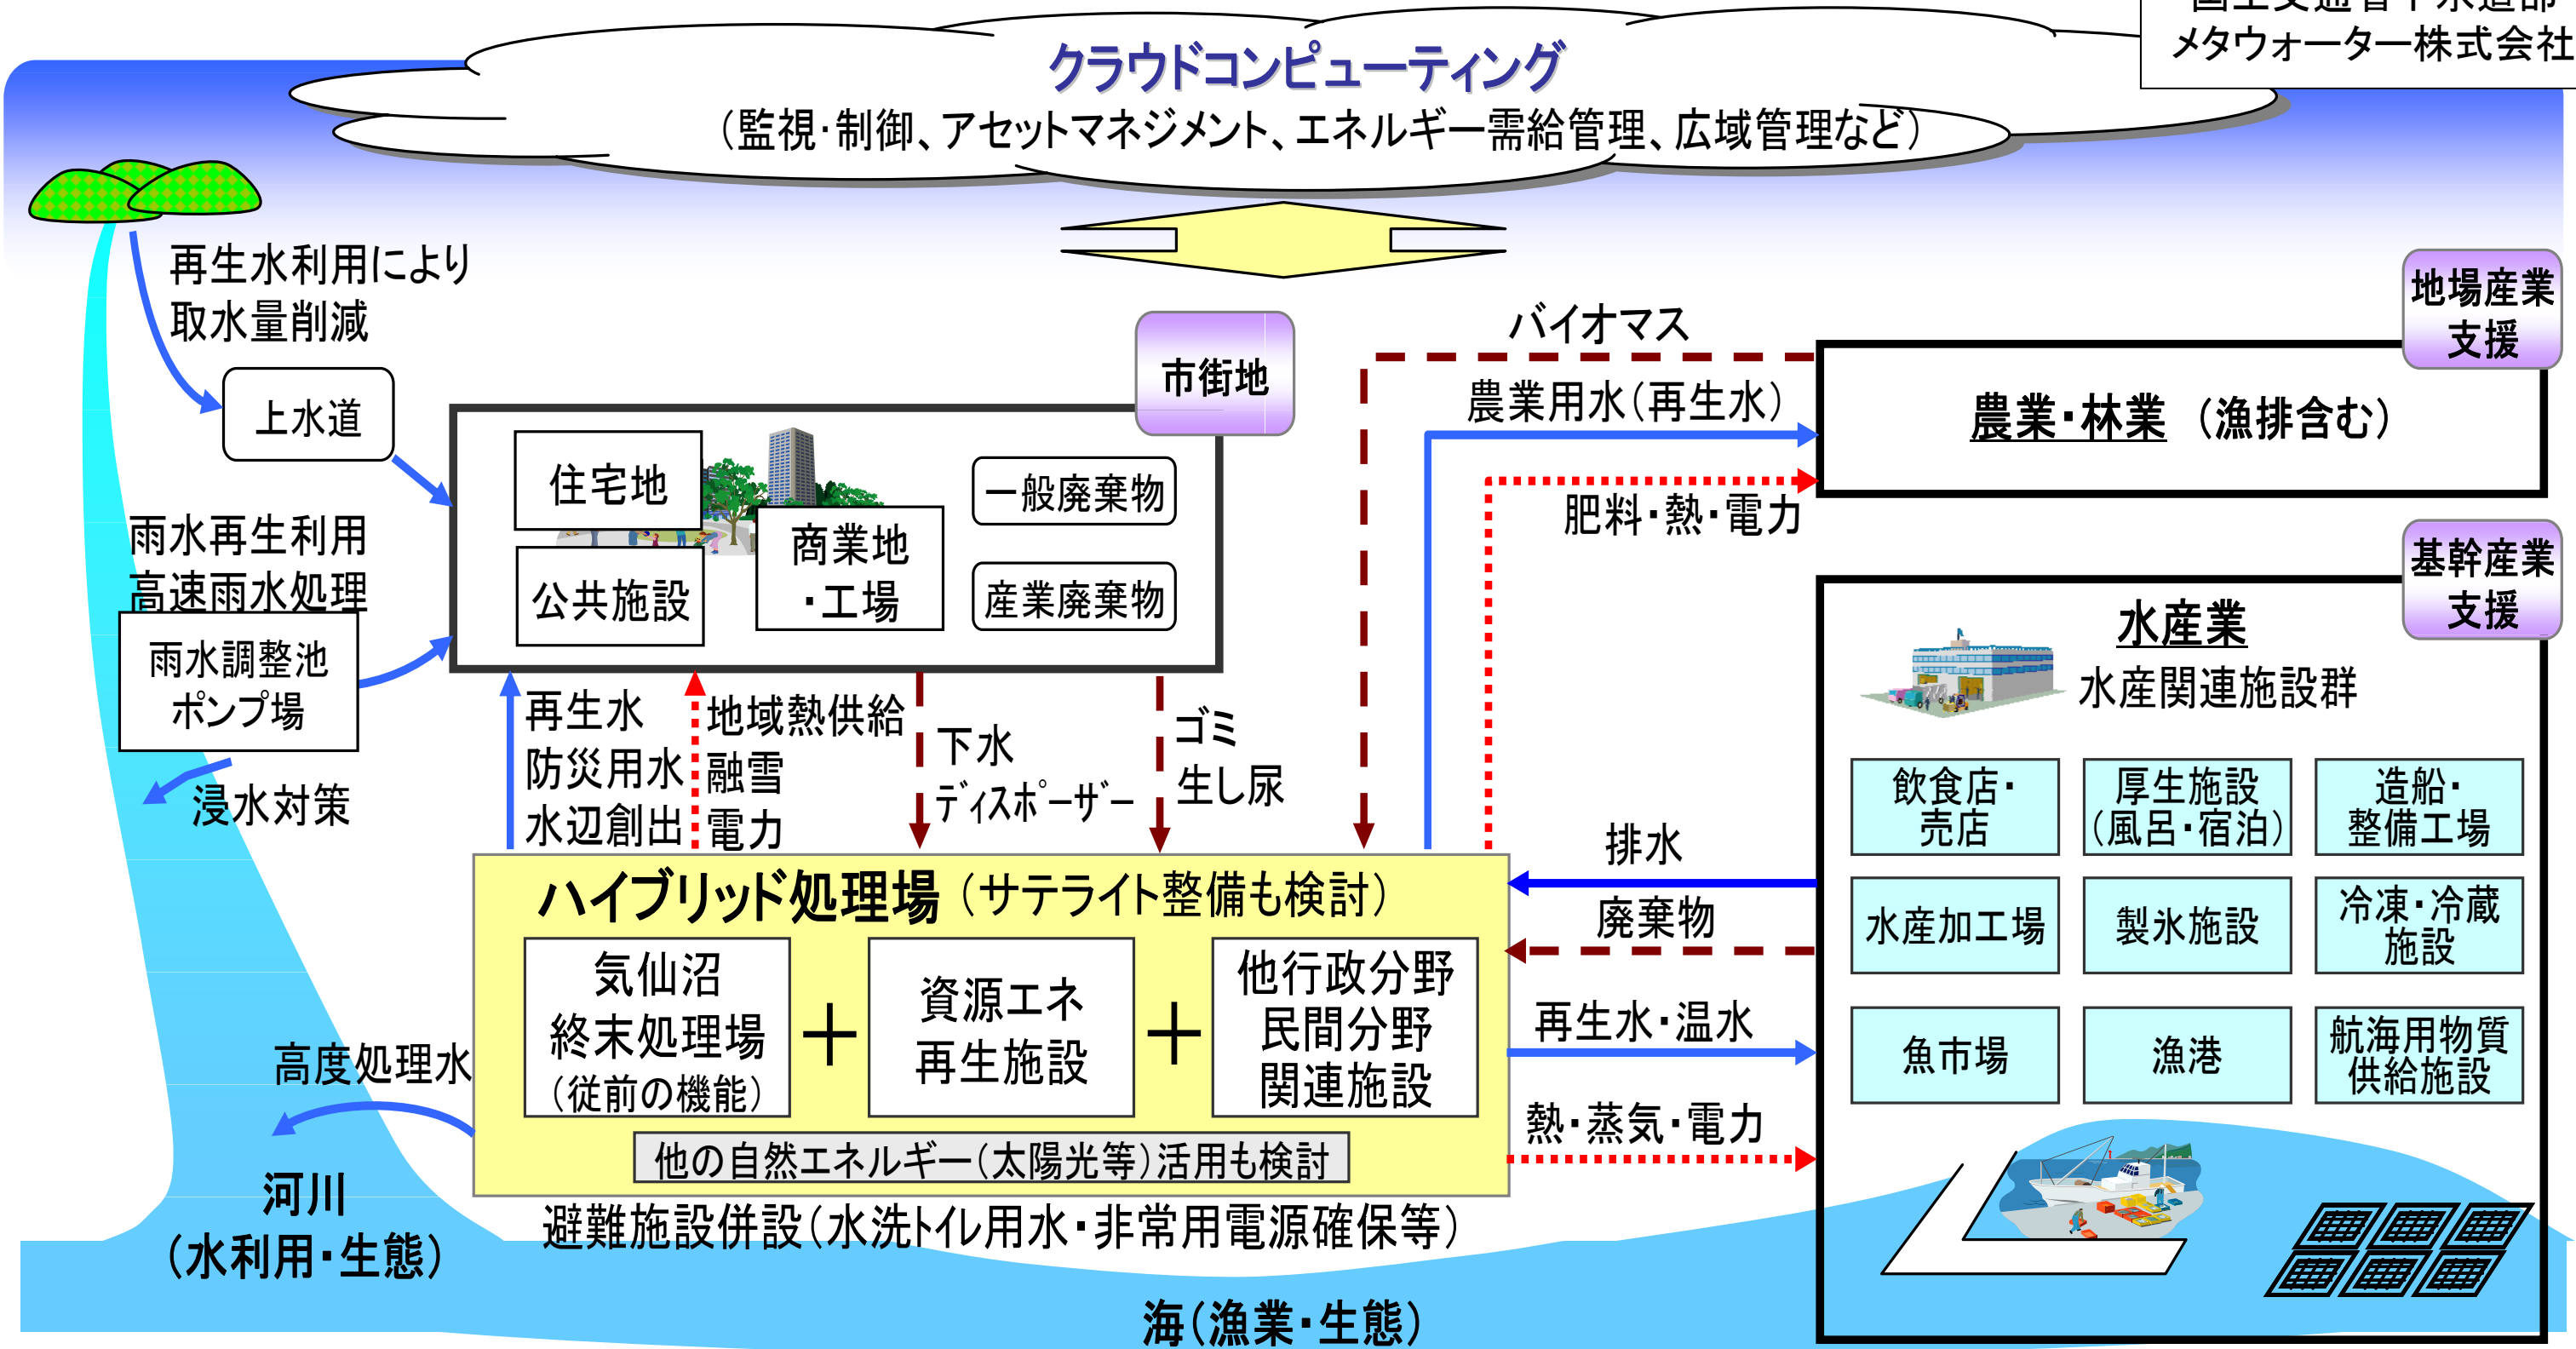 国土交通省下水道部
メタウォーター株式会社
クラウドコンピューティング
（監視・制御、アセットマネジメント、エネルギー需給管理、広域管理など）
再生水利用により
取水量削減
上水道
雨水再生利用
高速雨水処理
雨水調整池
ポンプ場
浸水対策
市街地
住宅地
公共施設
商業地
・工場
一般廃棄物
産業廃棄物
再生水
防災用水
水辺創出
地域熱供給
融雪
電力
下水
ディスポーザー
ゴミ
生し尿
バイオマス
農業用水（再生水）
肥料・熱・電力
地場産業
支援
農業・林業（漁排含む）
基幹産業
支援
水産業
水産関連施設群
飲食店・
売店
厚生施設
（風呂・宿泊）
造船・
整備工場
水産加工場
製氷施設
冷凍・冷蔵
施設
魚市場
漁港
航海用物質
供給施設
排水
廃棄物
再生水・温水
熱・蒸気・電力
ハイブリッド処理場（サテライト整備も検討）
気仙沼
終末処理場
（従前の機能）
＋
資源エネ
再生施設
＋
他行政分野
民間分野
関連施設
他の自然エネルギー（太陽光等）活用も検討
避難施設併設（水洗トイレ用水・非常用電源確保等）
高度処理水
河川
（水利用・生態）
海（漁業・生態）